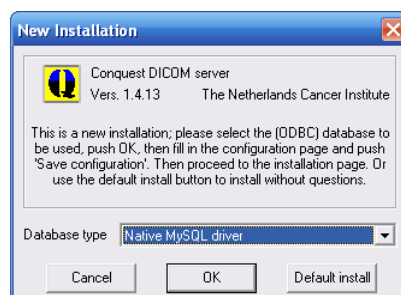 New Installation
Conquest DICOM server
Vers. 1.4.13 The Netherlands Cancer Institute
This is a new installation; please select the (ODBC) database to
be used, push OK, then fill in the configuration page and push
'Save configuration'. Then proceed to the installation page. Or
use the default install button to install without questions.
Database type Native MySQL driver
Cancel OK Default install